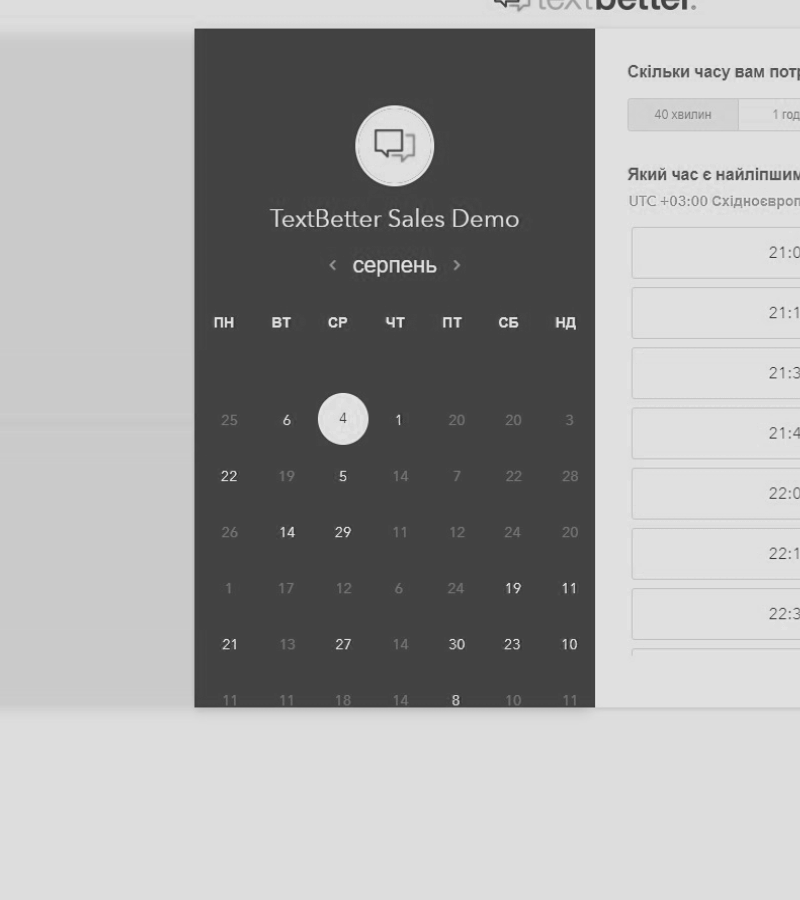 textbetter.
TextBetter Sales Demo
серпень
ПН ВТ СР ЧТ ПТ СБ НД
25 6 4 1 20 20 3
22 19 5 14 7 22 28
26 14 29 11 12 24 20
1 17 12 6 24 19 11
21 13 27 14 30 23 10
11 11 18 14 8 10 11
Скільки часу вам пот
40 хвилин 1 год
Який час є найліпшим
UTC +03:00 Східноєвроп
21:0
21:1
21:3
21:4
22:0
22:1
22:3